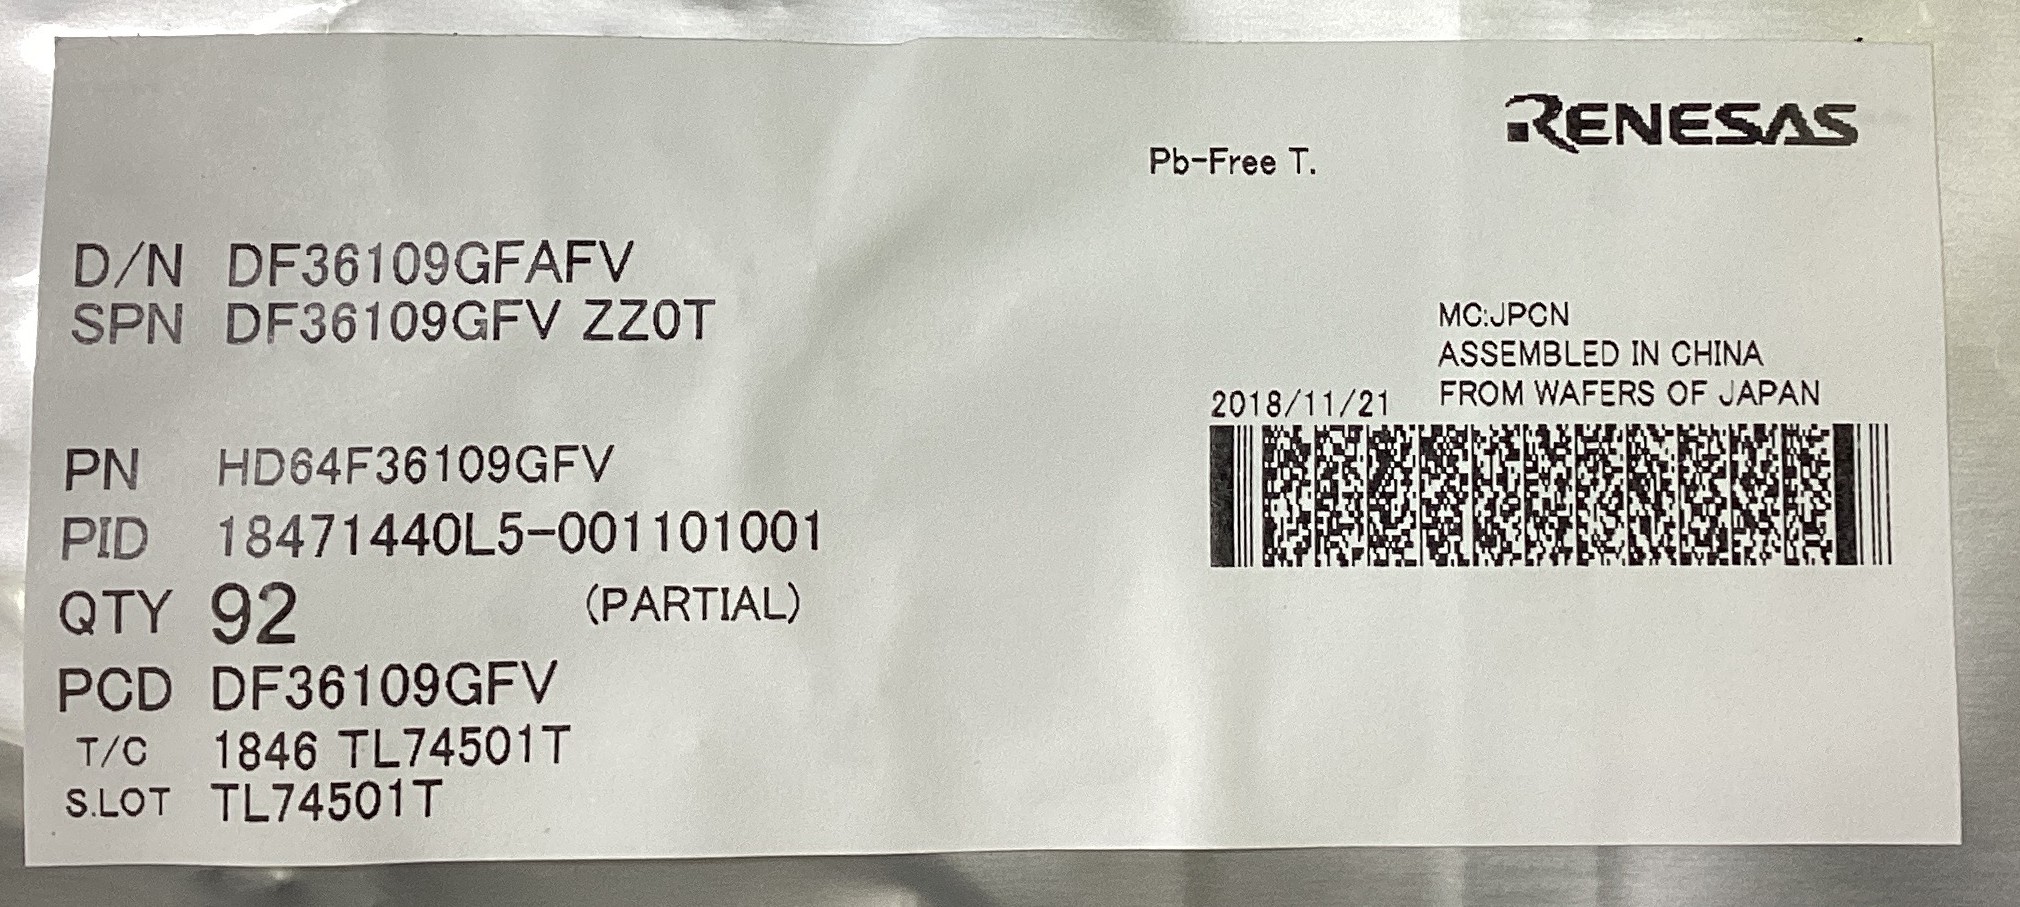 RENESAS
Pb-Free T.
D/N DF36109GFAFV
SPN DF36109GFV ZZ0T
MC:JPCN
ASSEMBLED IN CHINA
FROM WAFERS OF JAPAN
2018/11/21
PN HD64F36109GFV
PID 18471440L5-001101001
QTY 92 (PARTIAL)
PCD DF36109GFV
T/C 1846 TL74501T
S.LOT TL74501T